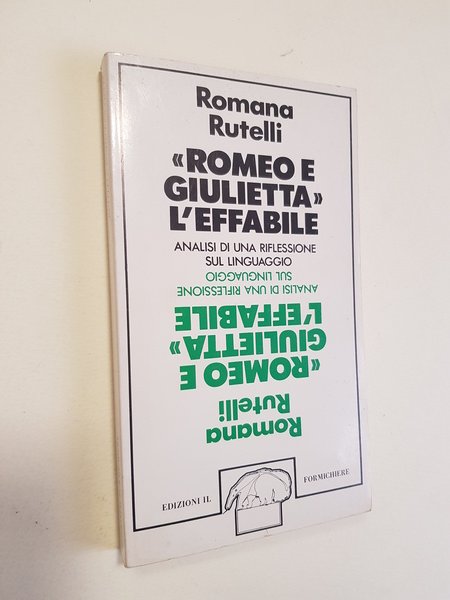 Romana
Rutelli
«ROMEO E
GIULIETTA»
L'EFFABILE
ANALISI DI UNA RIFLESSIONE
SUL LINGUAGGIO
ANALISI DI UNA RIFLESSIONE
SUL LINGUAGGIO
«ROMEO E
GIULIETTA»
L'EFFABILE
Romana
Rutelli
EDIZIONI IL FORMICHIERE